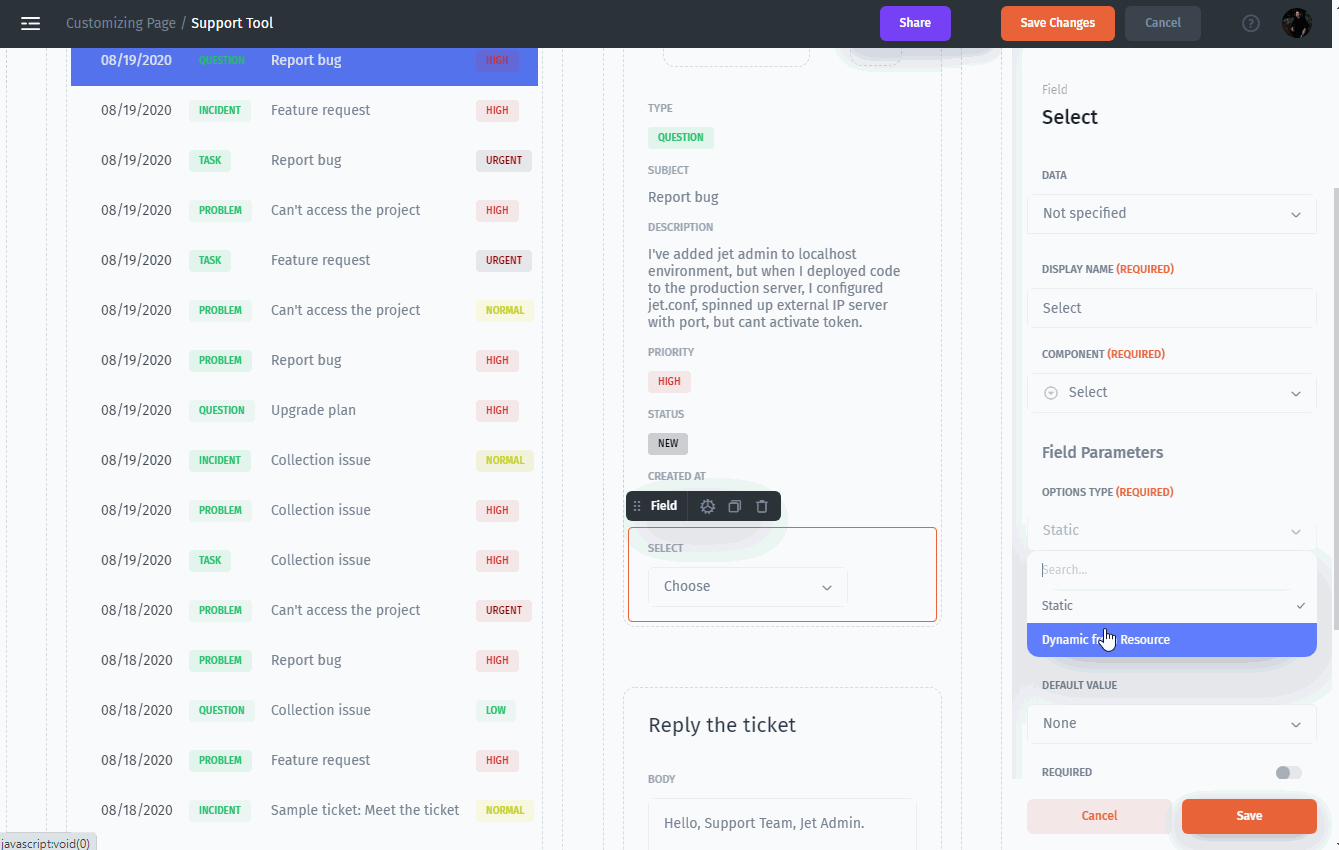 Customizing Page / Support Tool
Share
Save Changes
Cancel
?
08/19/2020 QUESTION Report bug HIGH
08/19/2020 INCIDENT Feature request HIGH
08/19/2020 TASK Report bug URGENT
08/19/2020 PROBLEM Can't access the project HIGH
08/19/2020 TASK Feature request URGENT
08/19/2020 PROBLEM Can't access the project NORMAL
08/19/2020 PROBLEM Report bug HIGH
08/19/2020 QUESTION Upgrade plan HIGH
08/19/2020 INCIDENT Collection issue NORMAL
08/19/2020 PROBLEM Collection issue HIGH
08/19/2020 TASK Collection issue HIGH
08/18/2020 PROBLEM Can't access the project URGENT
08/18/2020 PROBLEM Report bug HIGH
08/18/2020 QUESTION Collection issue LOW
08/18/2020 PROBLEM Feature request HIGH
08/18/2020 INCIDENT Sample ticket: Meet the ticket NORMAL
javascript:void(0)
TYPE
QUESTION
SUBJECT
Report bug
DESCRIPTION
I've added jet admin to localhost
environment, but when I deployed code
to the production server, I configured
jet.conf, spinned up external IP server
with port, but cant activate token.
PRIORITY
HIGH
STATUS
NEW
CREATED AT
Field
SELECT
Choose
Reply the ticket
BODY
Hello, Support Team, Jet Admin.
Field
Select
DATA
Not specified
DISPLAY NAME (REQUIRED)
Select
COMPONENT (REQUIRED)
Select
Field Parameters
OPTIONS TYPE (REQUIRED)
Static
Search...
Static
Dynamic Resource
DEFAULT VALUE
None
REQUIRED
Cancel
Save